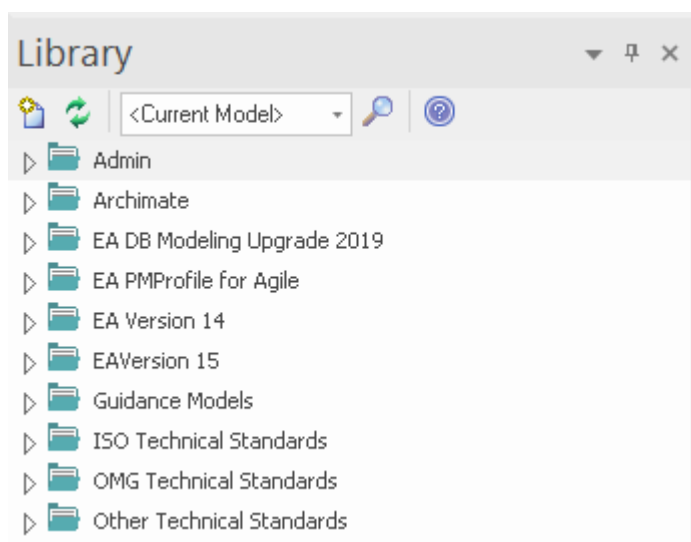 Library
<Current Model>
Admin
Archimate
EA DB Modeling Upgrade 2019
EA PMProfile for Agile
EA Version 14
EAVersion 15
Guidance Models
ISO Technical Standards
OMG Technical Standards
Other Technical Standards